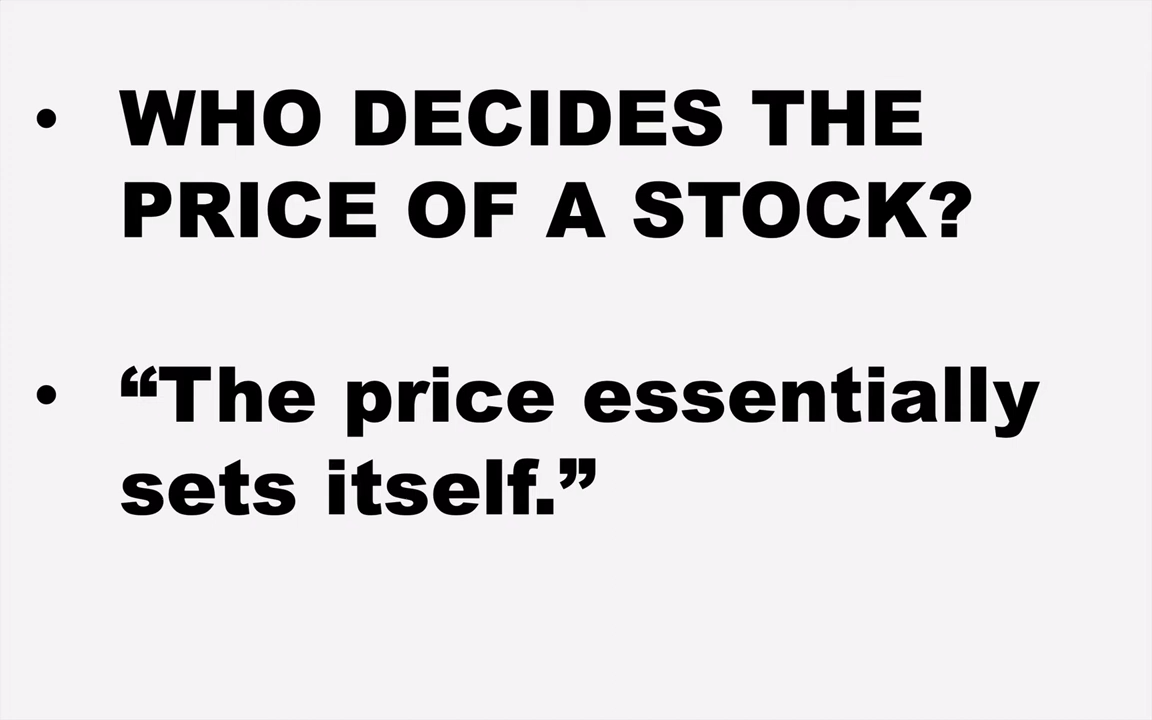 • WHO DECIDES THE
PRICE OF A STOCK?
• “The price essentially
sets itself.”